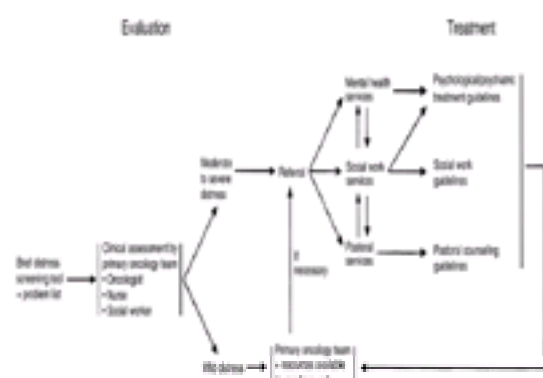 Evaluation
Treatment
Mental health
services
Psychological/psychiatric
treatment guidelines
Moderate
to severe
distress
Referral
Social work
services
Social work
guidelines
Pastoral
services
Pastoral counseling
guidelines
If
necessary
Brief distress
screening tool
+ problem list
Clinical assessment by
primary oncology team
• Oncologist
• Nurse
• Social worker
Mild distress
Primary oncology team
+ resources available